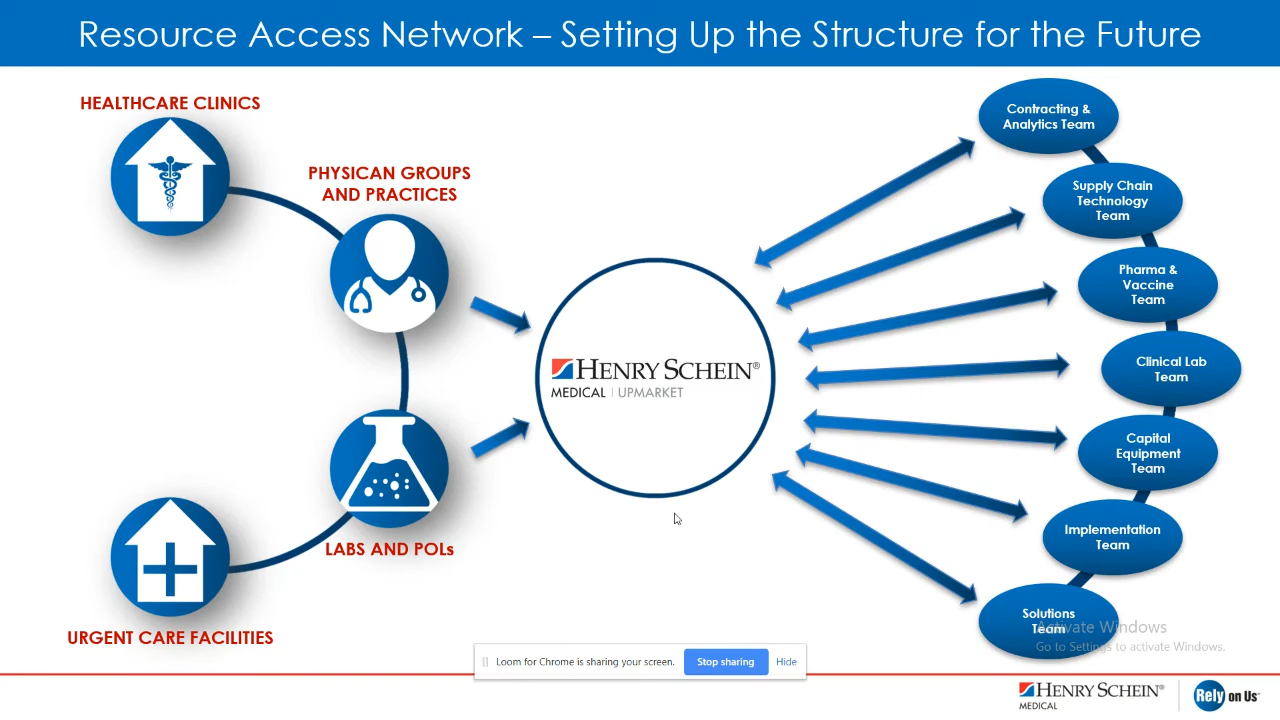 Resource Access Network – Setting Up the Structure for the Future
HEALTHCARE CLINICS
PHYSICAN GROUPS
AND PRACTICES
LABS AND POLs
URGENT CARE FACILITIES
HENRY SCHEIN®
MEDICAL | UPMARKET
Contracting &
Analytics Team
Supply Chain
Technology
Team
Pharma &
Vaccine
Team
Clinical Lab
Team
Capital
Equipment
Team
Implementation
Team
Solutions
Team
Activate Windows
Go to Settings to activate Windows.
Loom for Chrome is sharing your screen. Stop sharing Hide
HENRY SCHEIN®
MEDICAL
Rely on Us